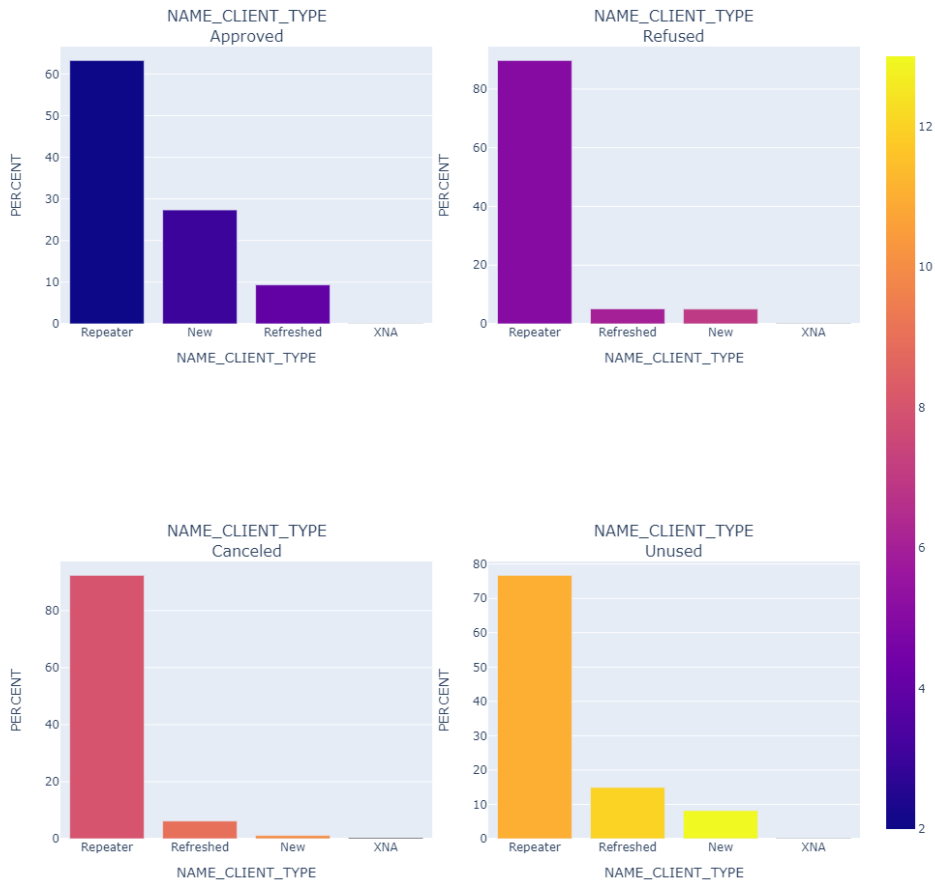 NAME_CLIENT_TYPE
Approved
60
50
40
30
20
10
0
PERCENT
Repeater New Refreshed XNA
NAME_CLIENT_TYPE
NAME_CLIENT_TYPE
Refused
80
60
40
20
0
PERCENT
Repeater Refreshed New XNA
NAME_CLIENT_TYPE
NAME_CLIENT_TYPE
Canceled
80
60
40
20
0
PERCENT
Repeater Refreshed New XNA
NAME_CLIENT_TYPE
NAME_CLIENT_TYPE
Unused
80
70
60
50
40
30
20
10
0
PERCENT
Repeater Refreshed New XNA
NAME_CLIENT_TYPE
12
10
8
6
4
2